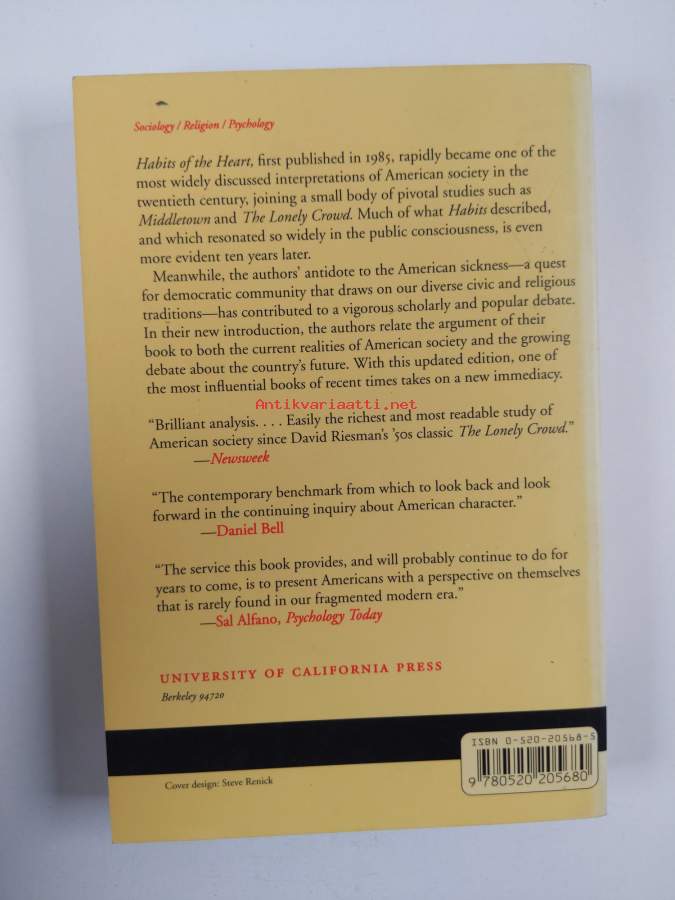 Sociology / Religion / Psychology
Habits of the Heart, first published in 1985, rapidly became one of the
most widely discussed interpretations of American society in the
twentieth century, joining a small body of pivotal studies such as
Middletown and The Lonely Crowd. Much of what Habits described,
and which resonated so widely in the public consciousness, is even
more evident ten years later.
Meanwhile, the authors’ antidote to the American sickness—a quest
for democratic community that draws on our diverse civic and religious
traditions—has contributed to a vigorous scholarly and popular debate.
In their new introduction, the authors relate the argument of their
book to both the current realities of American society and the growing
debate about the country’s future. With this updated edition, one of
the most influential books of recent times takes on a new immediacy.
Antikvariaatti.net
“Brilliant analysis. . . . Easily the richest and most readable study of
American society since David Riesman’s ’50s classic The Lonely Crowd.”
—Newsweek
“The contemporary benchmark from which to look back and look
forward in the continuing inquiry about American character.”
—Daniel Bell
“The service this book provides, and will probably continue to do for
years to come, is to present Americans with a perspective on themselves
that is rarely found in our fragmented modern era.”
—Sal Alfano, Psychology Today
UNIVERSITY OF CALIFORNIA PRESS
Berkeley 94720
ISBN 0-520-20568-5
9 780520 205680
Cover design: Steve Renick